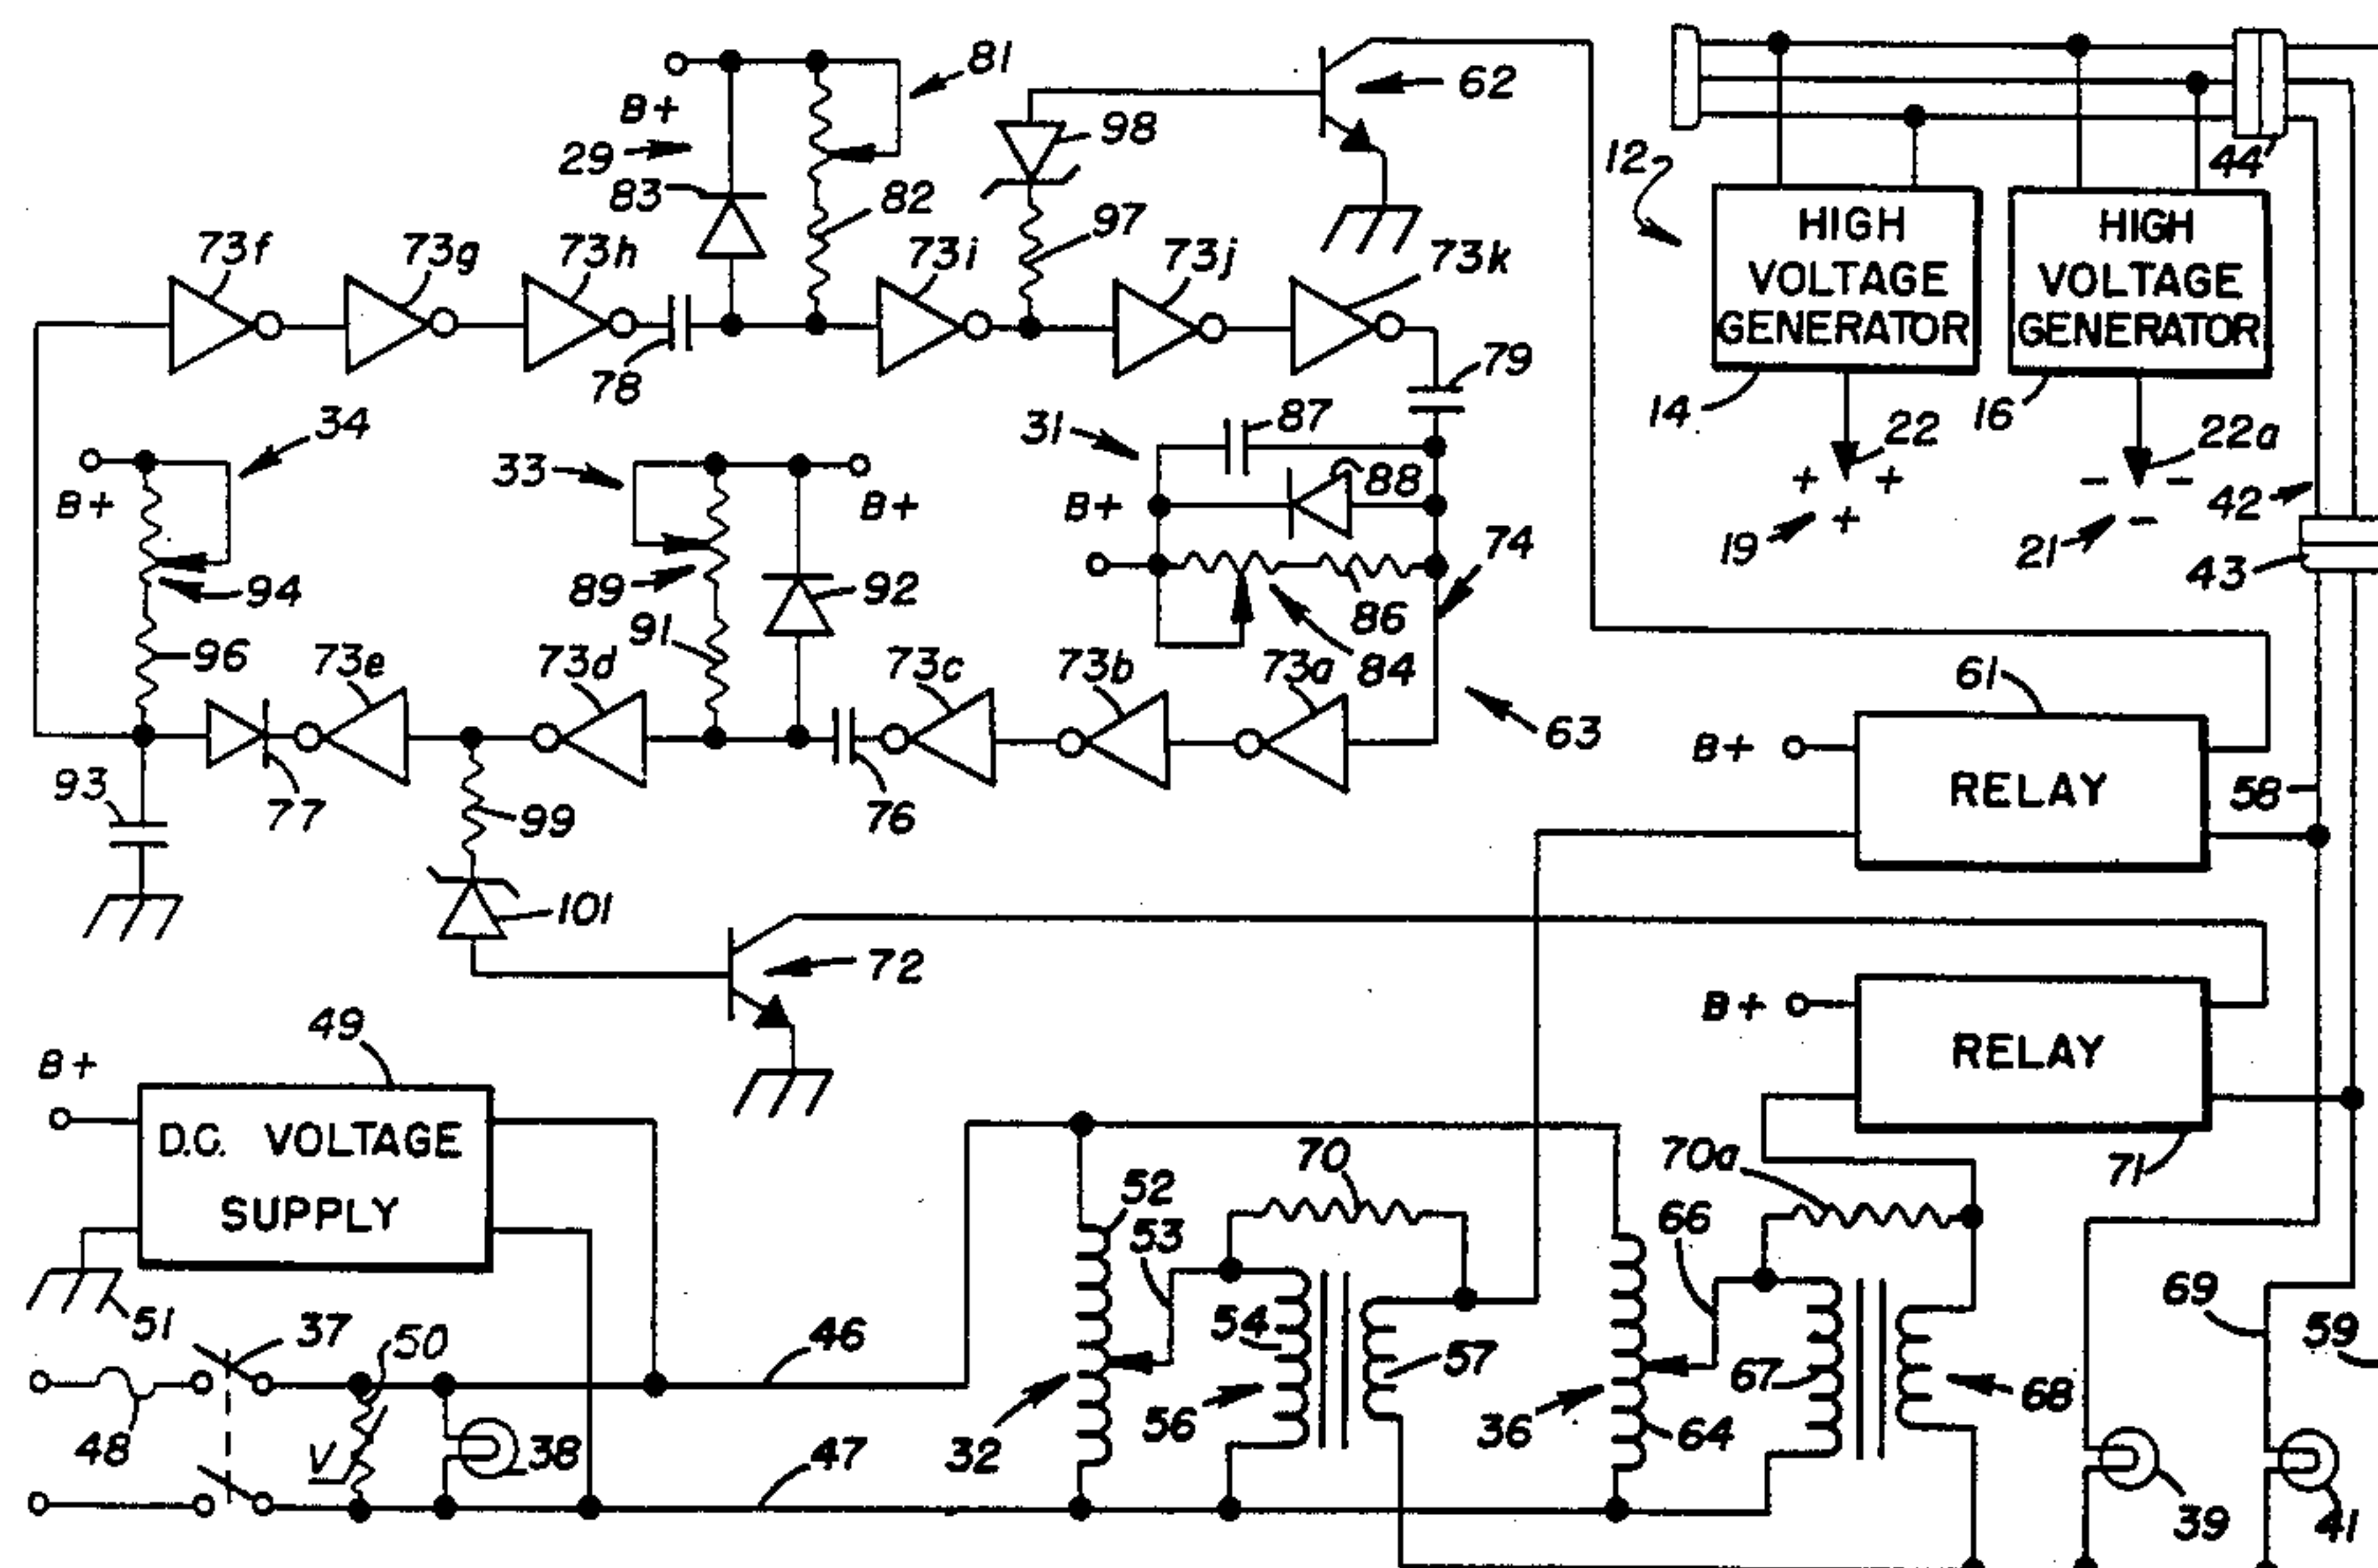 81
B+
29
83
82
98
62
97
12
44
HIGH
VOLTAGE
GENERATOR
HIGH
VOLTAGE
GENERATOR
73f
73g
73h
73i
73j
73k
78
79
14
16
22
22a
+ + +
- - -
19
21
42
43
34
B+
94
96
33
B+
89
91
92
31
87
88
B+
86
84
74
63
73e
73d
73c
73b
73a
93
77
99
76
101
72
61
B+
RELAY
58
B+
RELAY
71
49
B+
D.C. VOLTAGE
SUPPLY
51
37
50
48
V
38
46
47
52
53
70
54
56
57
32
70a
66
67
68
36
64
69
59
39
41